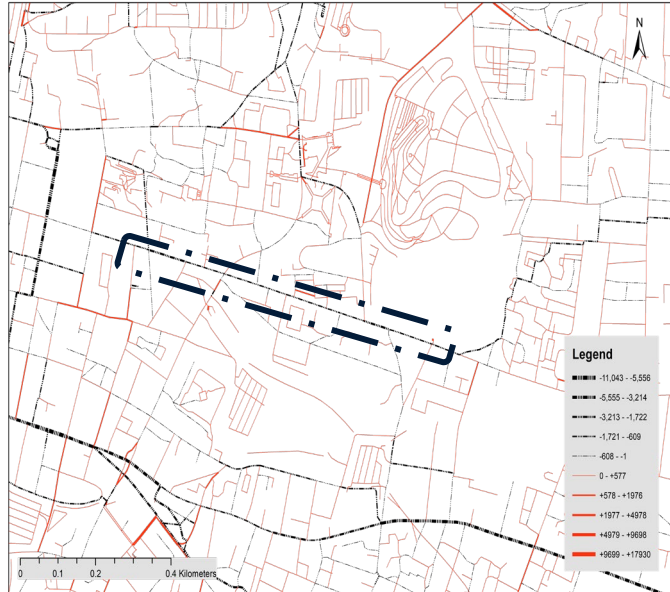 N
Legend
-11,043 - -5,556
-5,555 - -3,214
-3,213 - -1,722
-1,721 - -609
-608 - -1
0 - +577
+578 - +1976
+1977 - +4978
+4979 - +9698
+9699 - +17930
0 0.1 0.2 0.4 Kilometers